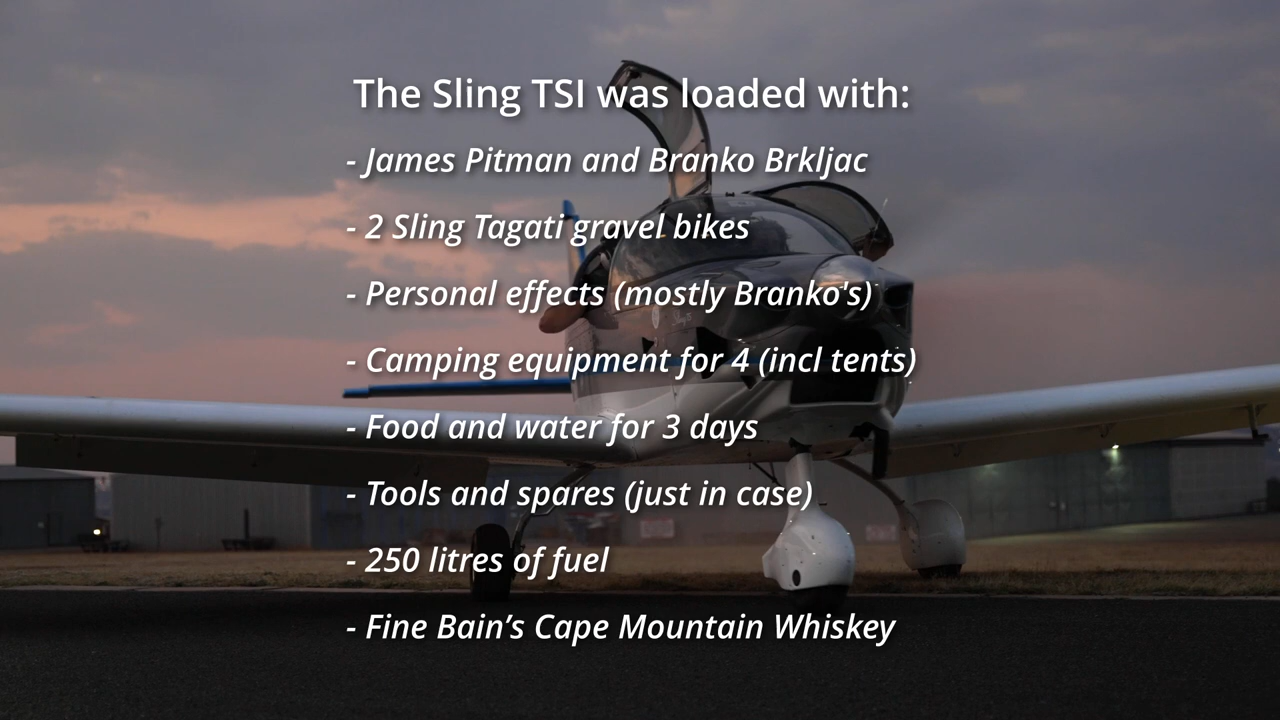 The Sling TSI was loaded with:
- James Pitman and Branko Brkljac
- 2 Sling Tagati gravel bikes
- Personal effects (mostly Branko's)
- Camping equipment for 4 (incl tents)
- Food and water for 3 days
- Tools and spares (just in case)
- 250 litres of fuel
- Fine Bain’s Cape Mountain Whiskey